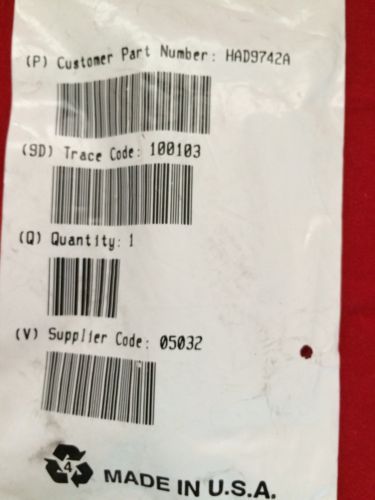 (P) Customer Part Number: HAD9742A
(9D) Trace Code: 100103
(Q) Quantity: 1
(V) Supplier Code: 05032
4 MADE IN U.S.A.